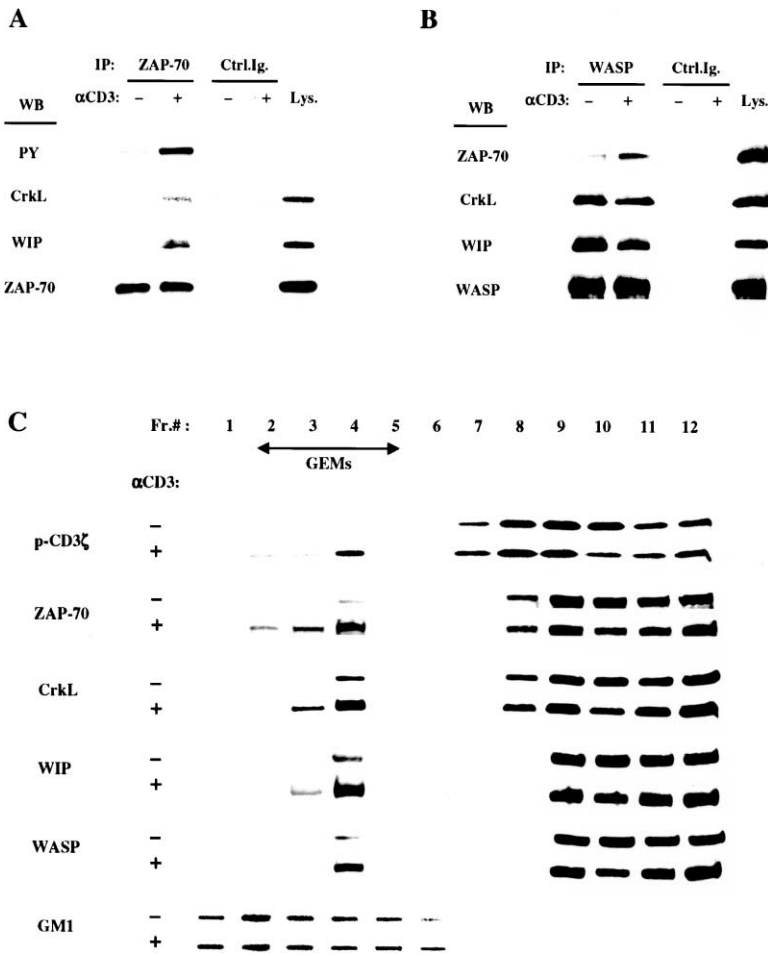 A
IP: ZAP-70 Ctrl.Ig.
WB αCD3: − + − + Lys.
PY
CrkL
WIP
ZAP-70
B
IP: WASP Ctrl.Ig.
WB αCD3: − + − + Lys.
ZAP-70
CrkL
WIP
WASP
C
Fr.# : 1 2 3 4 5 6 7 8 9 10 11 12
GEMs
αCD3:
p-CD3ζ − +
ZAP-70 − +
CrkL − +
WIP − +
WASP − +
GM1 − +